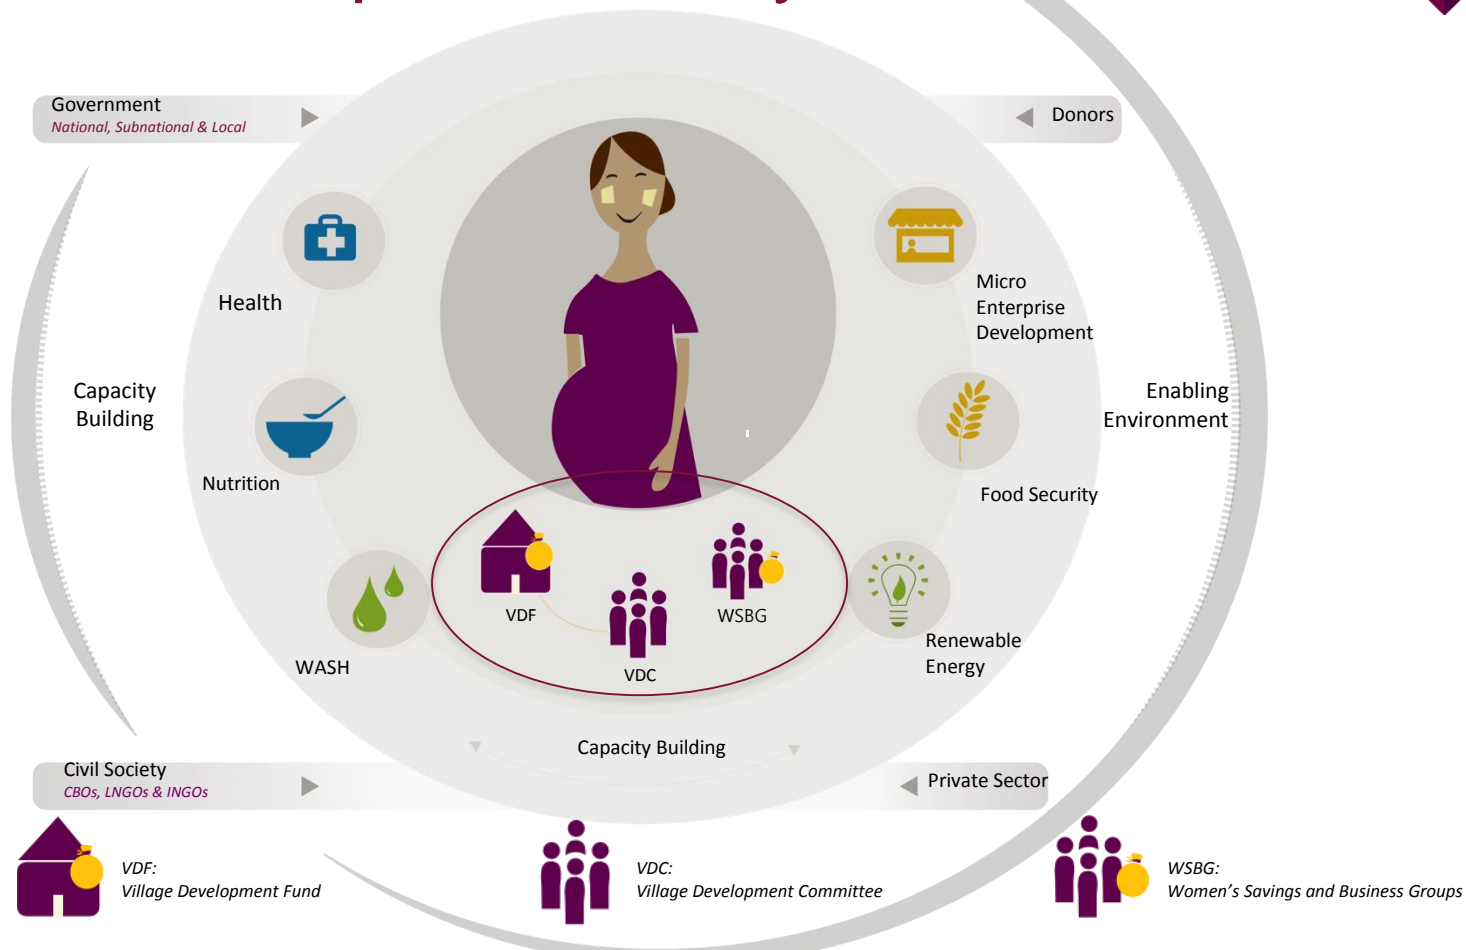 Government
National, Subnational & Local
Donors
Health
Micro
Enterprise
Development
Capacity
Building
Enabling
Environment
Nutrition
Food Security
VDF
WSBG
VDC
WASH
Renewable
Energy
Capacity Building
Civil Society
CBOs, LNGOs & INGOs
Private Sector
VDF:
Village Development Fund
VDC:
Village Development Committee
WSBG:
Women's Savings and Business Groups